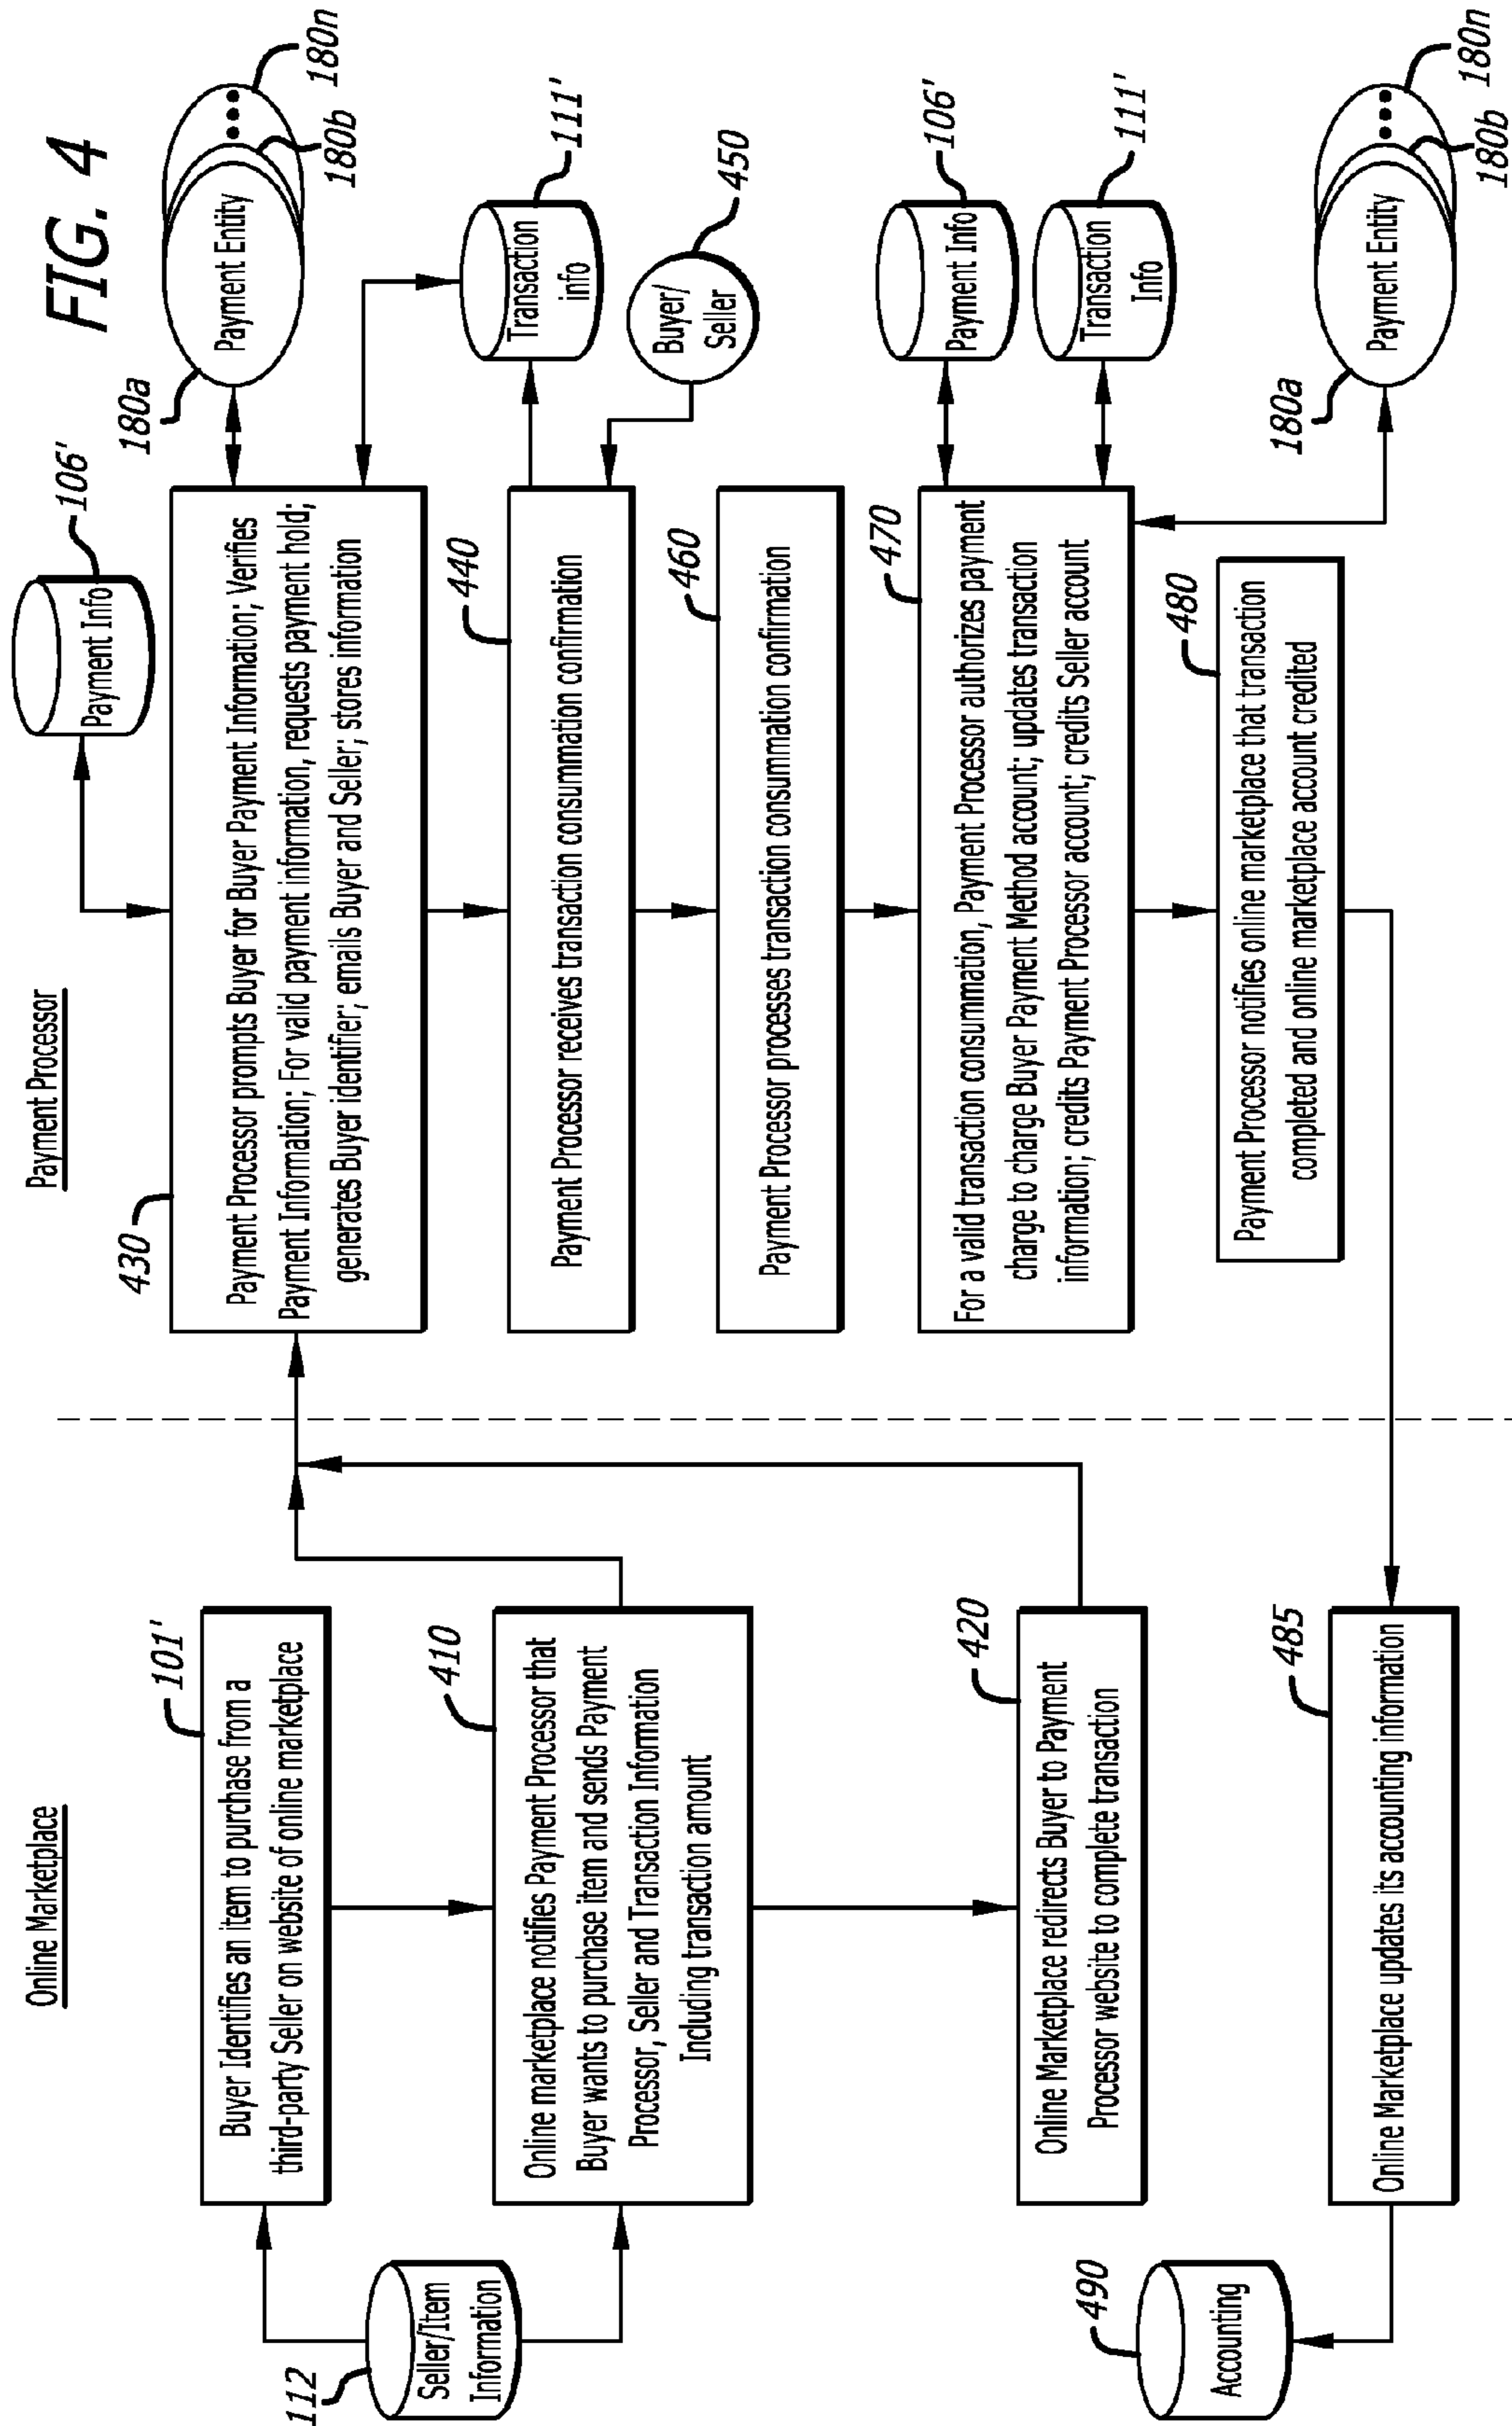 FIG. 4
Online Marketplace
Payment Processor
112
Seller/Item
Information
101'
Buyer Identifies an item to purchase from a
third-party Seller on website of online marketplace
410
Online marketplace notifies Payment Processor that
Buyer wants to purchase item and sends Payment
Processor, Seller and Transaction Information
Including transaction amount
420
Online Marketplace redirects Buyer to Payment
Processor website to complete transaction
485
Online Marketplace updates its accounting information
490
Accounting
106'
Payment Info
430
Payment Processor prompts Buyer for Buyer Payment Information; Verifies
Payment Information; For valid payment information, requests payment hold;
generates Buyer identifier; emails Buyer and Seller; stores information
180a
Payment Entity
180b
180n
440
Payment Processor receives transaction consummation confirmation
Transaction
info
111'
Buyer/
Seller
450
460
Payment Processor processes transaction consummation confirmation
470
For a valid transaction consummation, Payment Processor authorizes payment
charge to charge Buyer Payment Method account; updates transaction
information; credits Payment Processor account; credits Seller account
Payment Info
106'
Transaction
Info
111'
480
Payment Processor notifies online marketplace that transaction
completed and online marketplace account credited
180a
Payment Entity
180b
180n